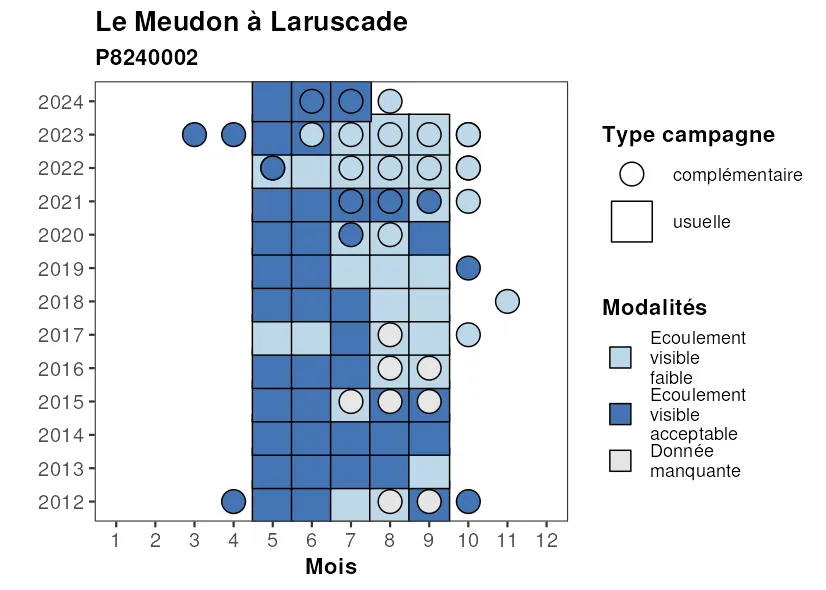 Le Meudon à Laruscade
P8240002
2024
2023
2022
2021
2020
2019
2018
2017
2016
2015
2014
2013
2012
1 2 3 4 5 6 7 8 9 10 11 12
Mois
Type campagne
complémentaire
usuelle
Modalités
Ecoulement
visible
faible
Ecoulement
visible
acceptable
Donnée
manquante